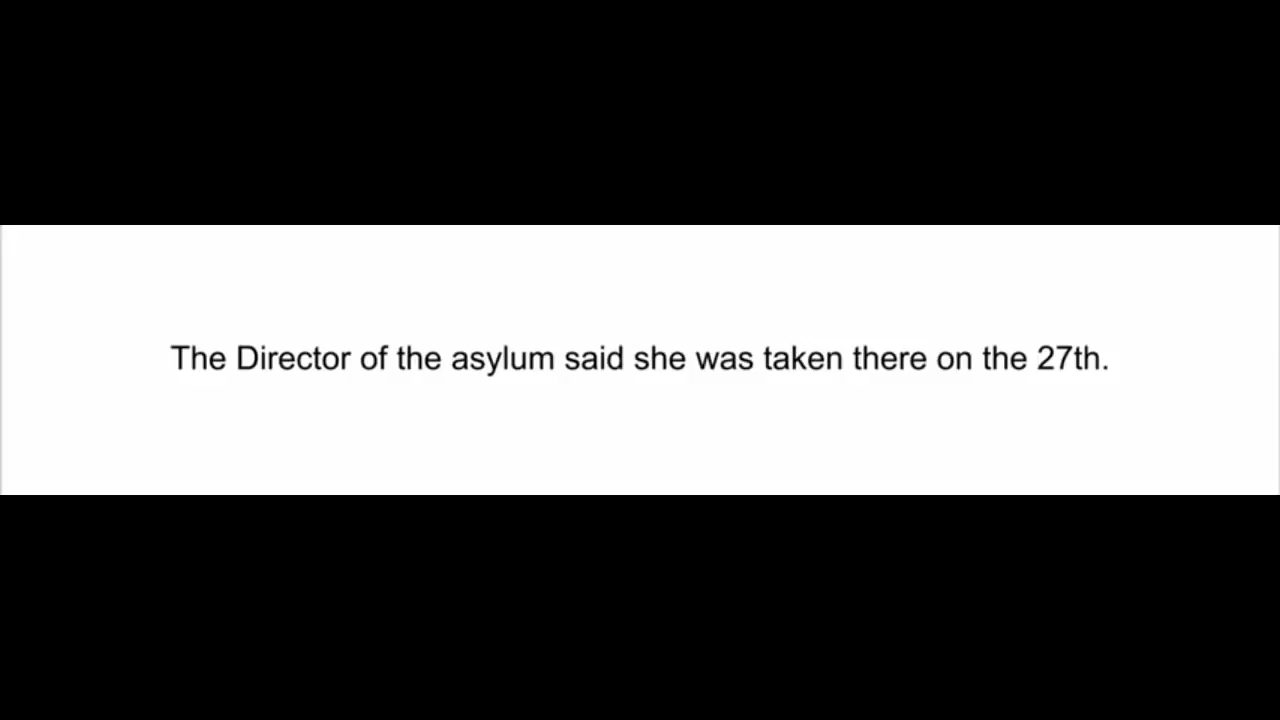 The Director of the asylum said she was taken there on the 27th.